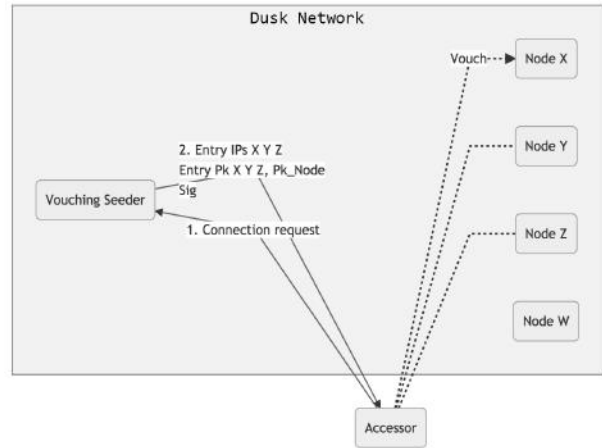 Dusk Network
Vouch
Node X
2. Entry IPs X Y Z
Entry Pk X Y Z, Pk_Node
Sig
Node Y
Vouching Seeder
1. Connection request
Node Z
Node W
Accessor